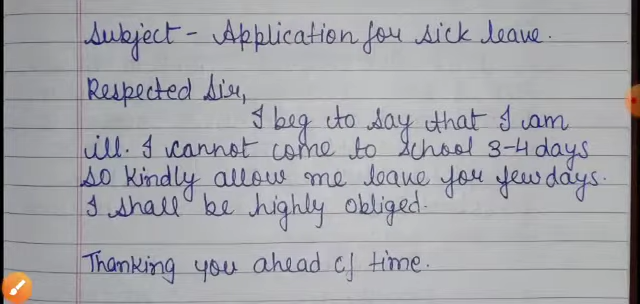 Subject - Application for sick leave.
Respected Sir,
I beg to say that I am
ill. I cannot come to school 3-4 days
so kindly allow me leave for few days.
I shall be highly obliged.
Thanking you ahead of time.